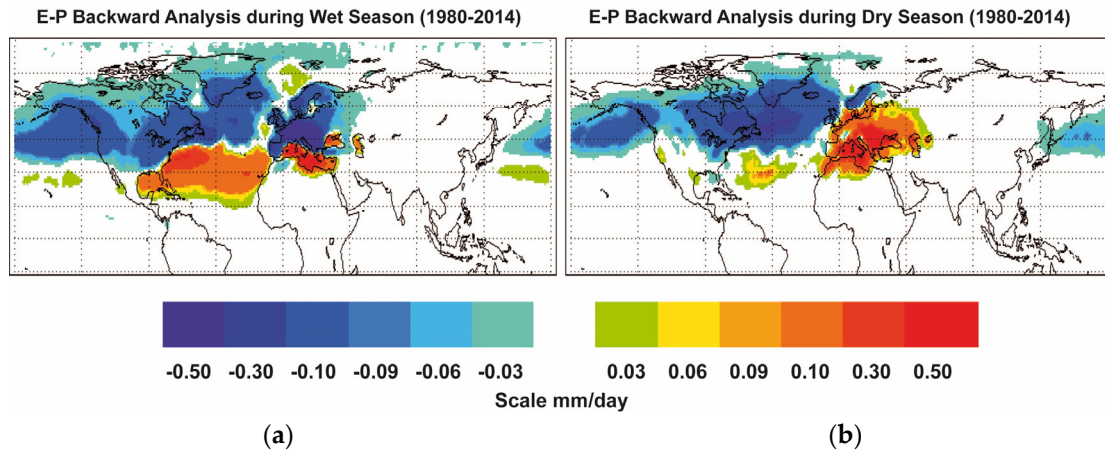 E-P Backward Analysis during Wet Season (1980-2014)
E-P Backward Analysis during Dry Season (1980-2014)
-0.50 -0.30 -0.10 -0.09 -0.06 -0.03 0.03 0.06 0.09 0.10 0.30 0.50
Scale mm/day
(a) (b)